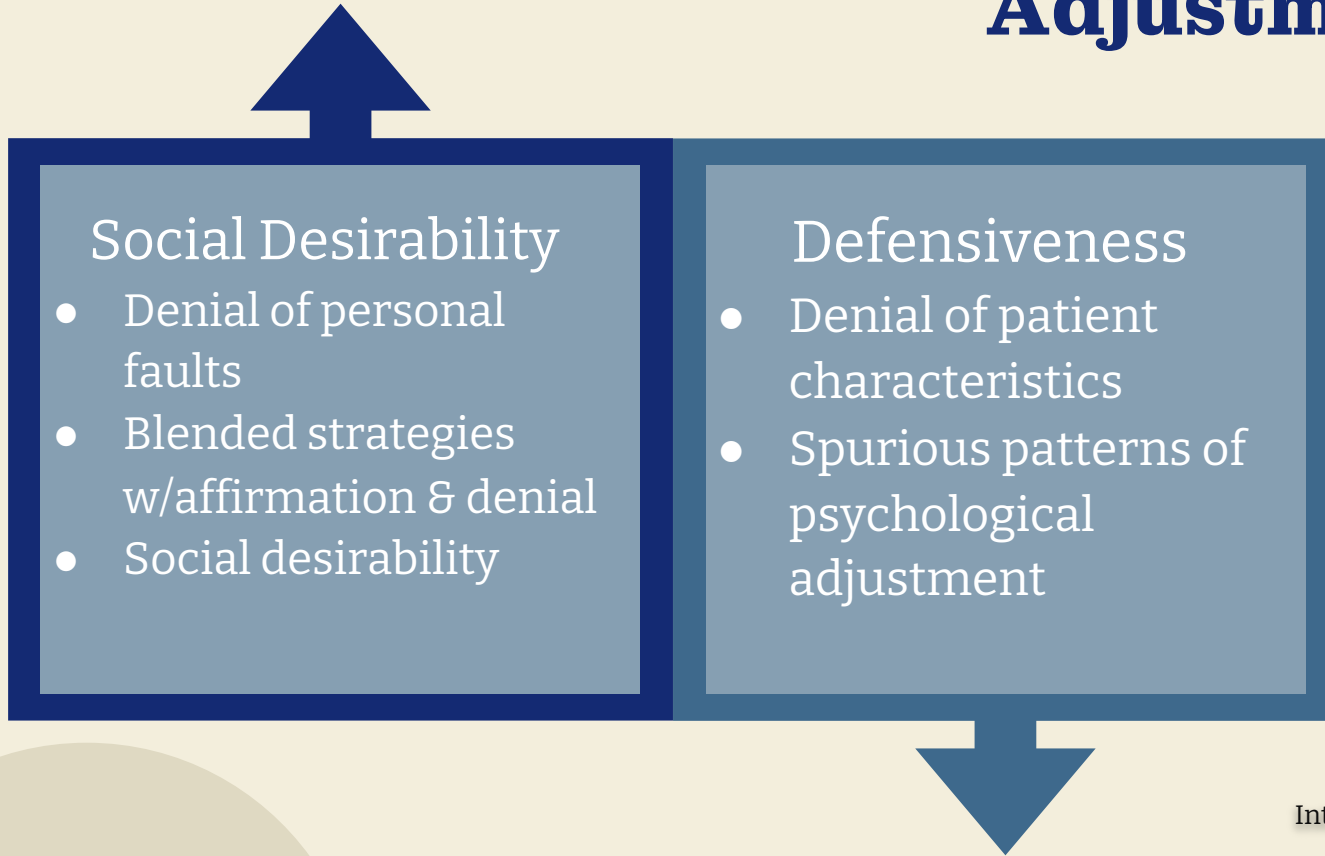 Adjustm
Social Desirability
● Denial of personal
faults
● Blended strategies
w/affirmation & denial
● Social desirability
Defensiveness
● Denial of patient
characteristics
● Spurious patterns of
psychological
adjustment
Int